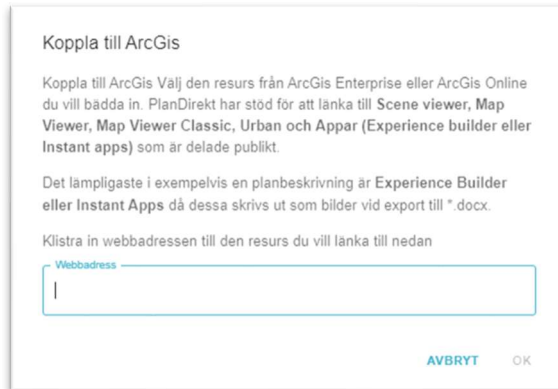 Koppla till ArcGis
Koppla till ArcGis Välj den resurs från ArcGis Enterprise eller ArcGis Online
du vill bädda in. PlanDirekt har stöd för att länka till Scene viewer, Map
Viewer, Map Viewer Classic, Urban och Appar (Experience builder eller
Instant apps) som är delade publikt.
Det lämpligaste i exempelvis en planbeskrivning är Experience Builder
eller Instant Apps då dessa skrivs ut som bilder vid export till *.docx.
Klistra in webbadressen till den resurs du vill länka till nedan
Webbadress
AVBRYT OK